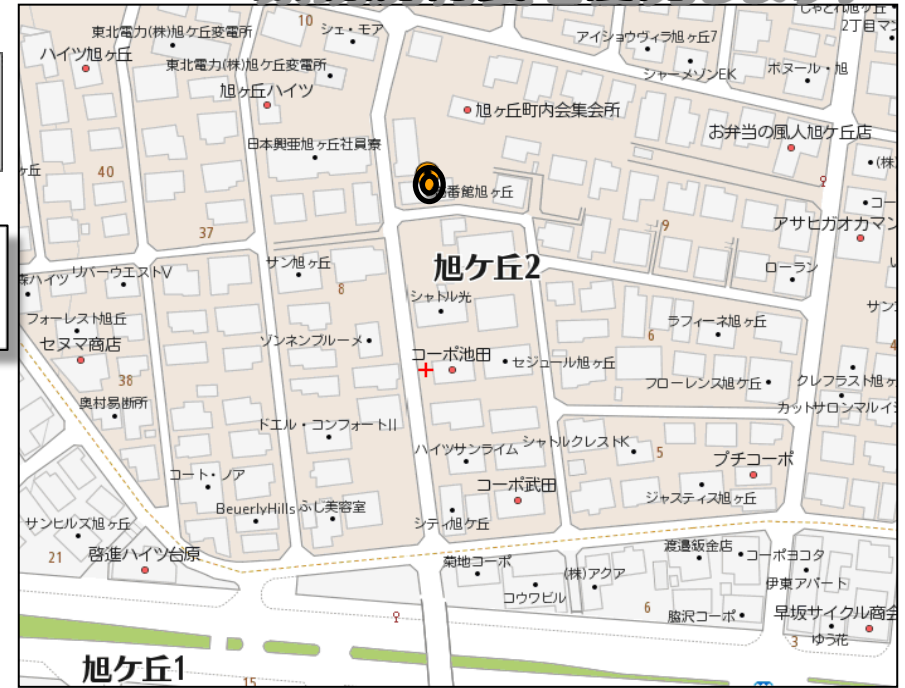 10
東北電力(株)旭ケ丘変電所
シェ・モア
アイショウヴィラ旭ヶ丘7
2丁目マン
ハイツ旭ヶ丘
東北電力(株)旭ケ丘変電所
シャーメゾンEK
ボヌール・旭
旭ヶ丘ハイツ
旭ヶ丘町内会集会所
お弁当の風人旭ケ丘店
日本興亜旭ヶ丘社員寮
•(株
ヶ丘
40
番館旭ヶ丘
•コー
37
9
アサヒガオカマン
サン旭ヶ丘
旭ケ丘2
ローラン
ハイツ
リバーウエストV
8
シャトル光
サン
フォーレスト旭丘
ラフィーネ旭ヶ丘
セヌマ商店
ゾンネンブルーメ
6
コーポ池田
セジュール旭ヶ丘
38
フローレンス旭ケ丘
クレフラスト旭ヶ
奥村易断所
カットサロンマルイ
ドエル・コンフォートII
ハイツサンライム
シャトルクレストK
5
プチコーポ
コート・ノア
コーポ武田
ジャスティス旭ヶ丘
BeuerlyHills
ふじ美容室
シティ旭ケ丘
サンヒルズ旭ヶ丘
21
啓進ハイツ台原
渡邉鈑金店
コーポヨコタ
菊地コーポ
(株)アクア
伊東アパート
コウワビル
6
脇沢コーポ
早坂サイクル商会
3
ゆう花
旭ケ丘1
15